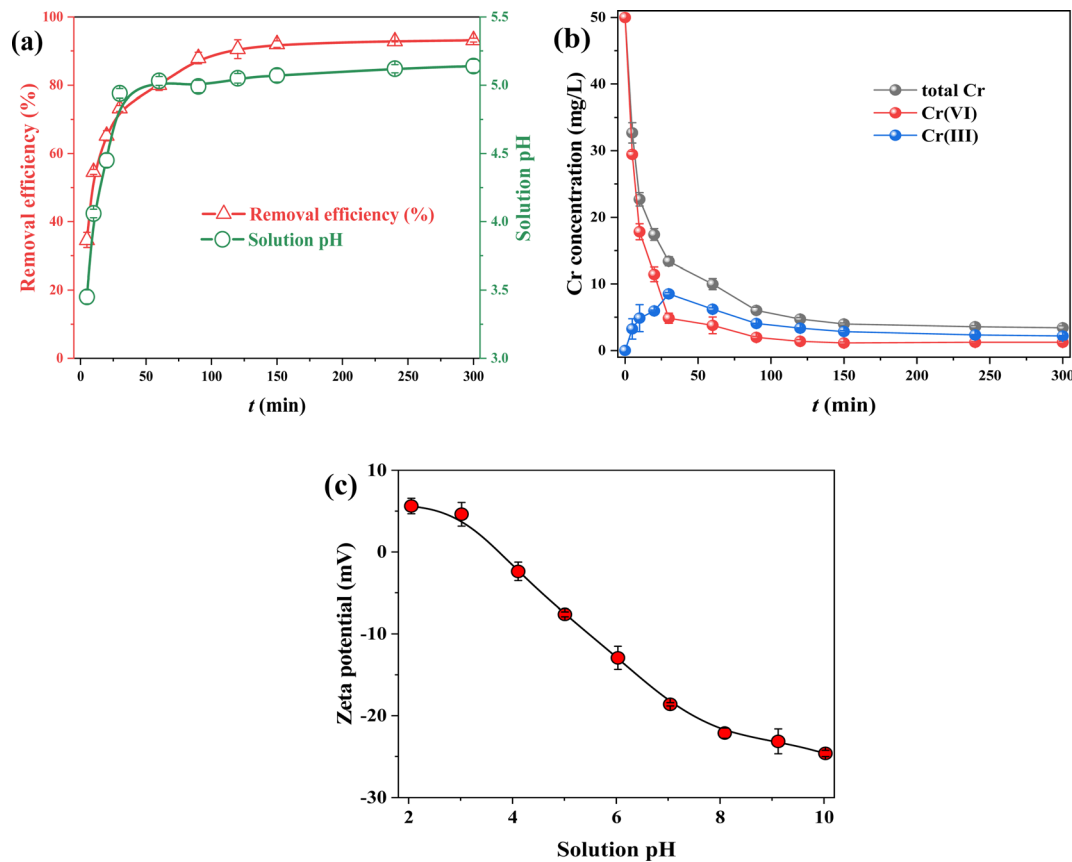 (a)
Removal efficiency (%)
100
80
60
40
20
0
5.5
5.0
4.5
4.0
3.5
3.0
Solution pH
Removal efficiency (%)
Solution pH
0 50 100 150 200 250 300
t (min)
(b)
Cr concentration (mg/L)
50
40
30
20
10
0
total Cr
Cr(VI)
Cr(III)
0 50 100 150 200 250 300
t (min)
(c)
Zeta potential (mV)
10
0
-10
-20
-30
2 4 6 8 10
Solution pH